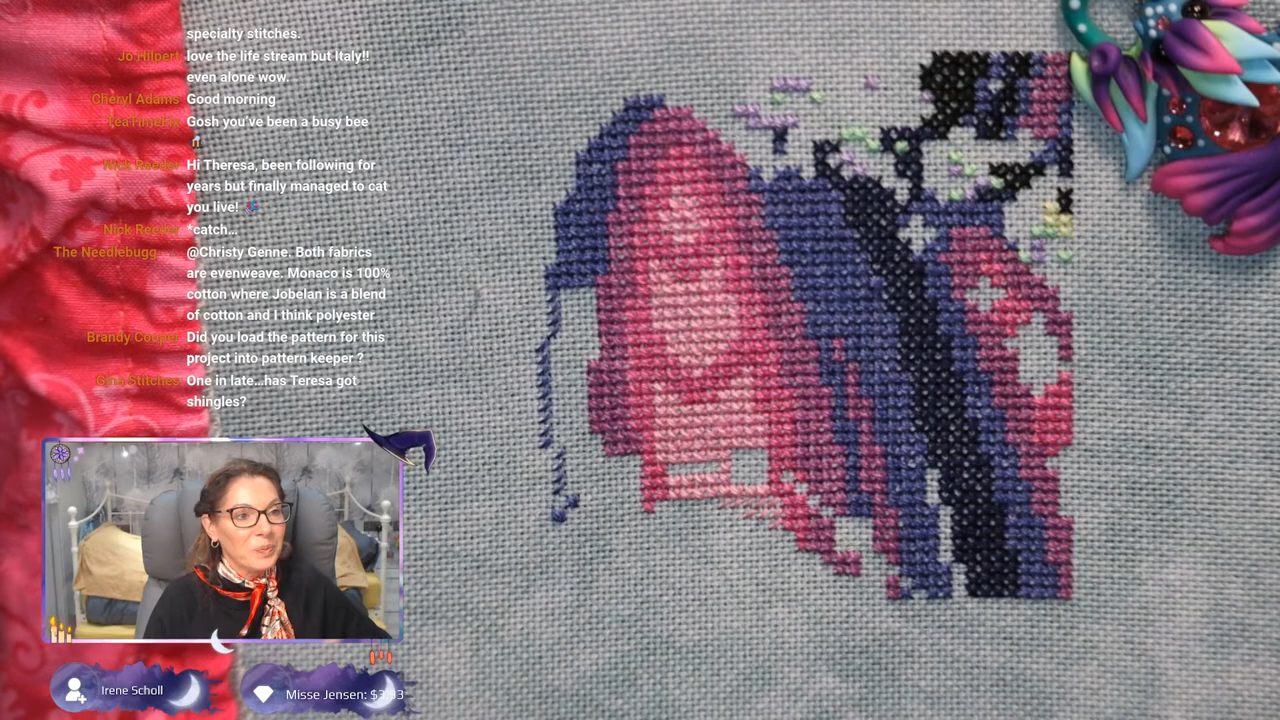 specialty stitches.
Jo Hilpert love the life stream but Italy!!
even alone wow.
Cheryl Adams Good morning
Gosh you've been a busy bee
Nick Reeder Hi Theresa, been following for
years but finally managed to cat
you live!
Nick Reeder *catch…
The Needlebugg @Christy Genne. Both fabrics
are evenweave. Monaco is 100%
cotton where Jobelan is a blend
of cotton and I think polyester
Brandy Cooper Did you load the pattern for this
project into pattern keeper ?
Gina Stitches One in late…has Teresa got
shingles?
Irene Scholl
Misse Jensen: